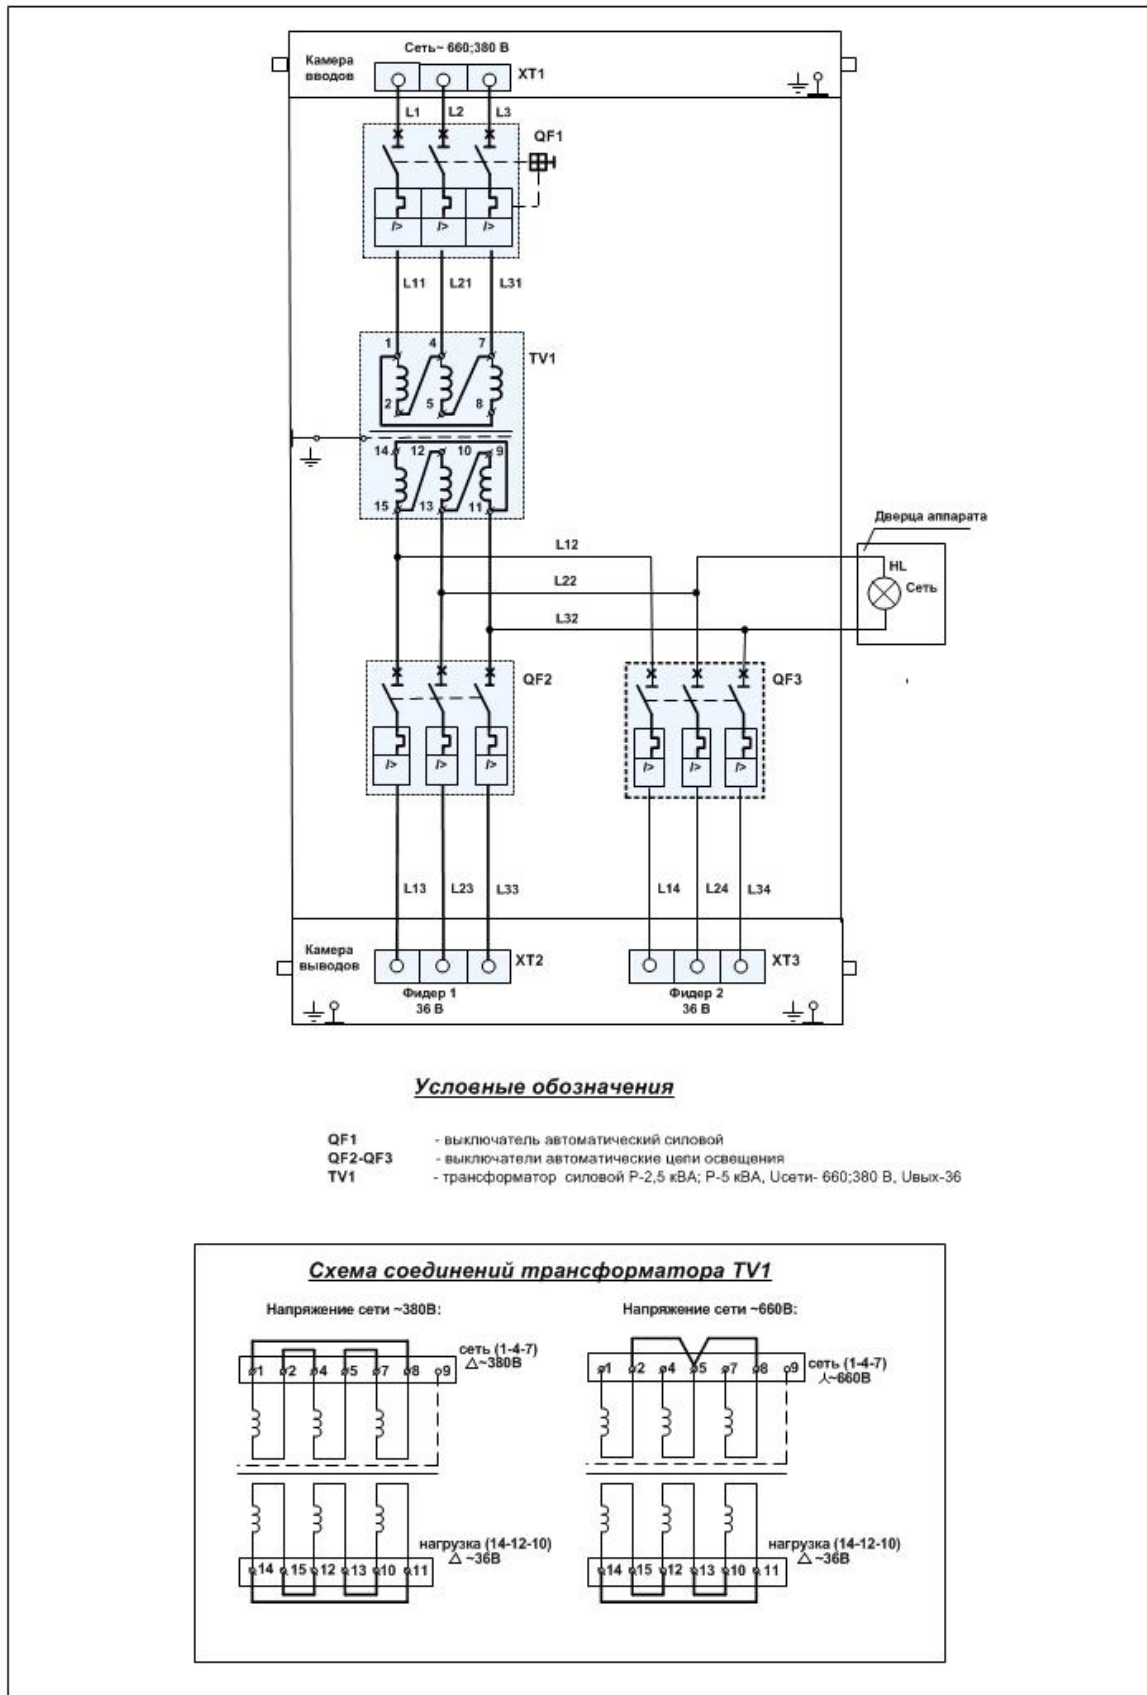 Сеть~ 660;380 В
Камера
вводов
XT1
L1 L2 L3
QF1
I> I> I>
L11 L21 L31
1 4 7
TV1
2 5 8
14 12 10 9
15 13 11
Дверца аппарата
L12
HL
L22
Сеть
L32
QF2 QF3
I> I> I> I> I> I>
L13 L23 L33 L14 L24 L34
Камера
выводов
XT2 XT3
Фидер 1 Фидер 2
36 В 36 В
Условные обозначения
QF1 - выключатель автоматический силовой
QF2-QF3 - выключатели автоматические цепи освещения
TV1 - трансформатор силовой Р-2,5 кВА; Р-5 кВА, Uсети- 660;380 В, Uвых-36
Схема соединений трансформатора TV1
Напряжение сети ~380В: Напряжение сети ~660В:
сеть (1-4-7)
△~380В
1 2 4 5 7 8 9
сеть (1-4-7)
⅄~660В
1 2 4 5 7 8 9
нагрузка (14-12-10)
△ ~36В
14 15 12 13 10 11
нагрузка (14-12-10)
△ ~36В
14 15 12 13 10 11